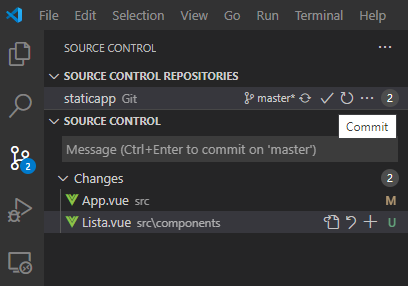 File Edit Selection View Go Run Terminal Help
SOURCE CONTROL
SOURCE CONTROL REPOSITORIES
staticapp Git master* 2
SOURCE CONTROL
Commit
Message (Ctrl+Enter to commit on 'master')
Changes 2
App.vue src M
2
Lista.vue src\components U